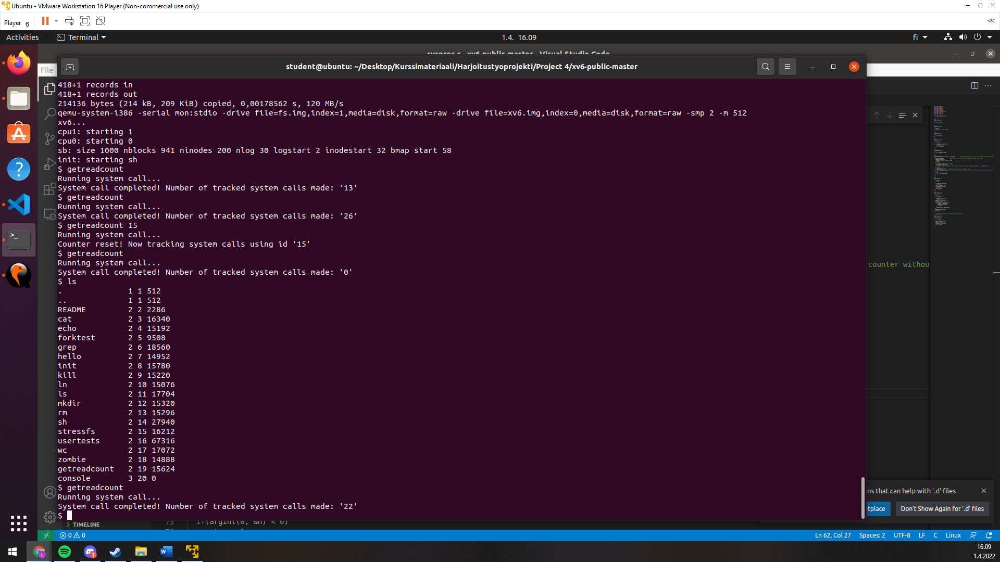 Ubuntu - VMware Workstation 16 Player (Non-commercial use only)
Player 6
Activities
Terminal
1.4. 16.09
fi
sysproc.c - xv6-public-master - Visual Studio Code
File
student@ubuntu: ~/Desktop/Kurssimateriaali/Harjoitustyoprojekti/Project 4/xv6-public-master
418+1 records in
418+1 records out
214136 bytes (214 kB, 209 KiB) copied, 0,00178562 s, 120 MB/s
qemu-system-i386 -serial mon:stdio -drive file=fs.img,index=1,media=disk,format=raw -drive file=xv6.img,index=0,media=disk,format=raw -smp 2 -m 512
xv6...
cpu1: starting 1
cpu0: starting 0
sb: size 1000 nblocks 941 ninodes 200 nlog 30 logstart 2 inodestart 32 bmap start 58
init: starting sh
$ getreadcount
Running system call...
System call completed! Number of tracked system calls made: '13'
$ getreadcount
Running system call...
System call completed! Number of tracked system calls made: '26'
$ getreadcount 15
Running system call...
Counter reset! Now tracking system calls using id '15'
$ getreadcount
Running system call...
System call completed! Number of tracked system calls made: '0'
$ ls
. 1 1 512
.. 1 1 512
README 2 2 2286
cat 2 3 16340
echo 2 4 15192
forktest 2 5 9508
grep 2 6 18560
hello 2 7 14952
init 2 8 15780
kill 2 9 15220
ln 2 10 15076
ls 2 11 17704
mkdir 2 12 15320
rm 2 13 15296
sh 2 14 27940
stressfs 2 15 16212
usertests 2 16 67316
wc 2 17 17072
zombie 2 18 14888
getreadcount 2 19 15624
console 3 20 0
$ getreadcount
Running system call...
System call completed! Number of tracked system calls made: '22'
$
counter withou
ns that can help with '.d' files
etplace
Don't Show Again for '.d' files
TIMELINE
75 if(argint(0, &n) < 0)
0 0
Ln 62, Col 27
Spaces: 2
UTF-8
LF
C
Linux
L
1
16.09
1.4.2022